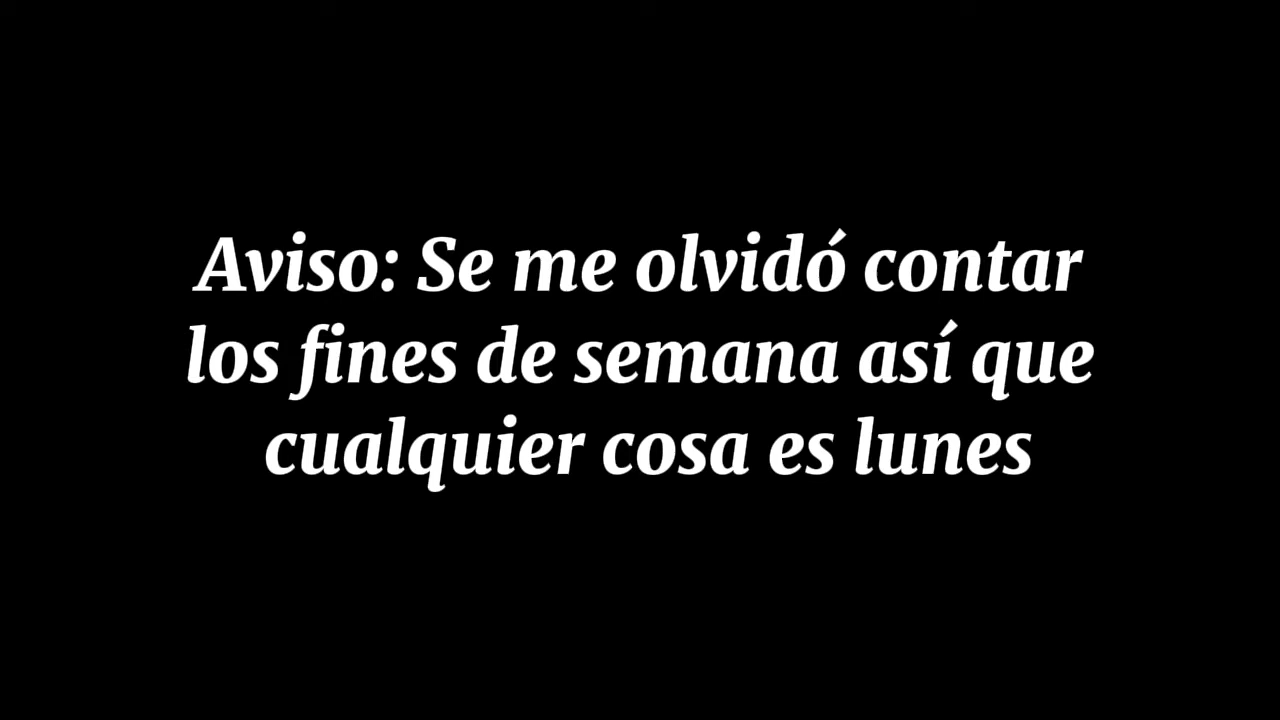 Aviso: Se me olvidó contar
los fines de semana así que
cualquier cosa es lunes